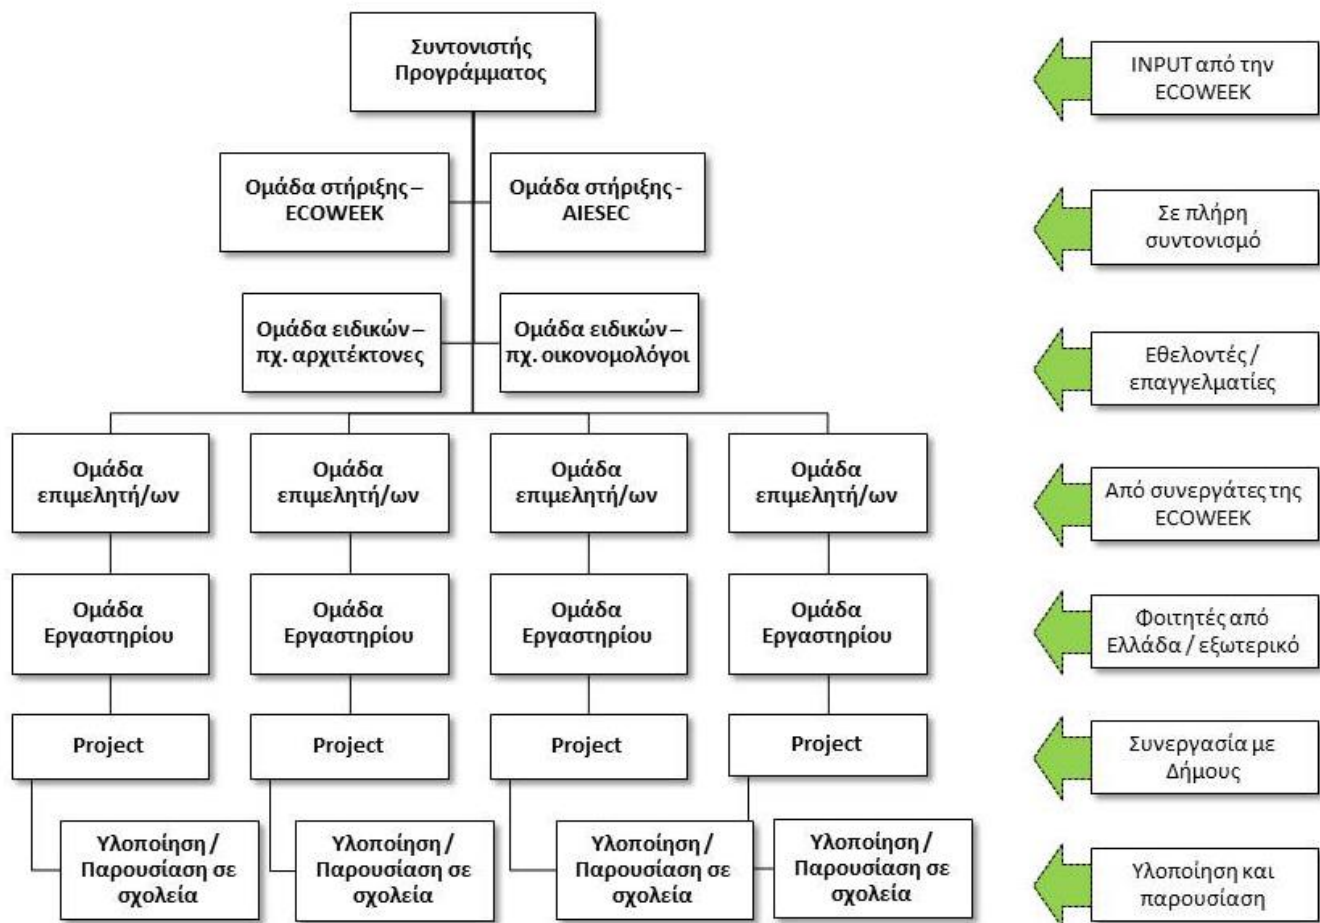 Συντονιστής
Προγράμματος
INPUT από την
ECOWEEK
Ομάδα στήριξης –
ECOWEEK
Ομάδα στήριξης -
AIESEC
Σε πλήρη
συντονισμό
Ομάδα ειδικών –
πχ. αρχιτέκτονες
Ομάδα ειδικών –
πχ. οικονομολόγοι
Εθελοντές /
επαγγελματίες
Ομάδα
επιμελητή/ων
Ομάδα
επιμελητή/ων
Ομάδα
επιμελητή/ων
Ομάδα
επιμελητή/ων
Από συνεργάτες της
ECOWEEK
Ομάδα
Εργαστηρίου
Ομάδα
Εργαστηρίου
Ομάδα
Εργαστηρίου
Ομάδα
Εργαστηρίου
Φοιτητές από
Ελλάδα / εξωτερικό
Project
Project
Project
Project
Συνεργασία με
Δήμους
Υλοποίηση /
Παρουσίαση σε
σχολεία
Υλοποίηση /
Παρουσίαση σε
σχολεία
Υλοποίηση /
Παρουσίαση σε
σχολεία
Υλοποίηση /
Παρουσίαση σε
σχολεία
Υλοποίηση και
παρουσίαση